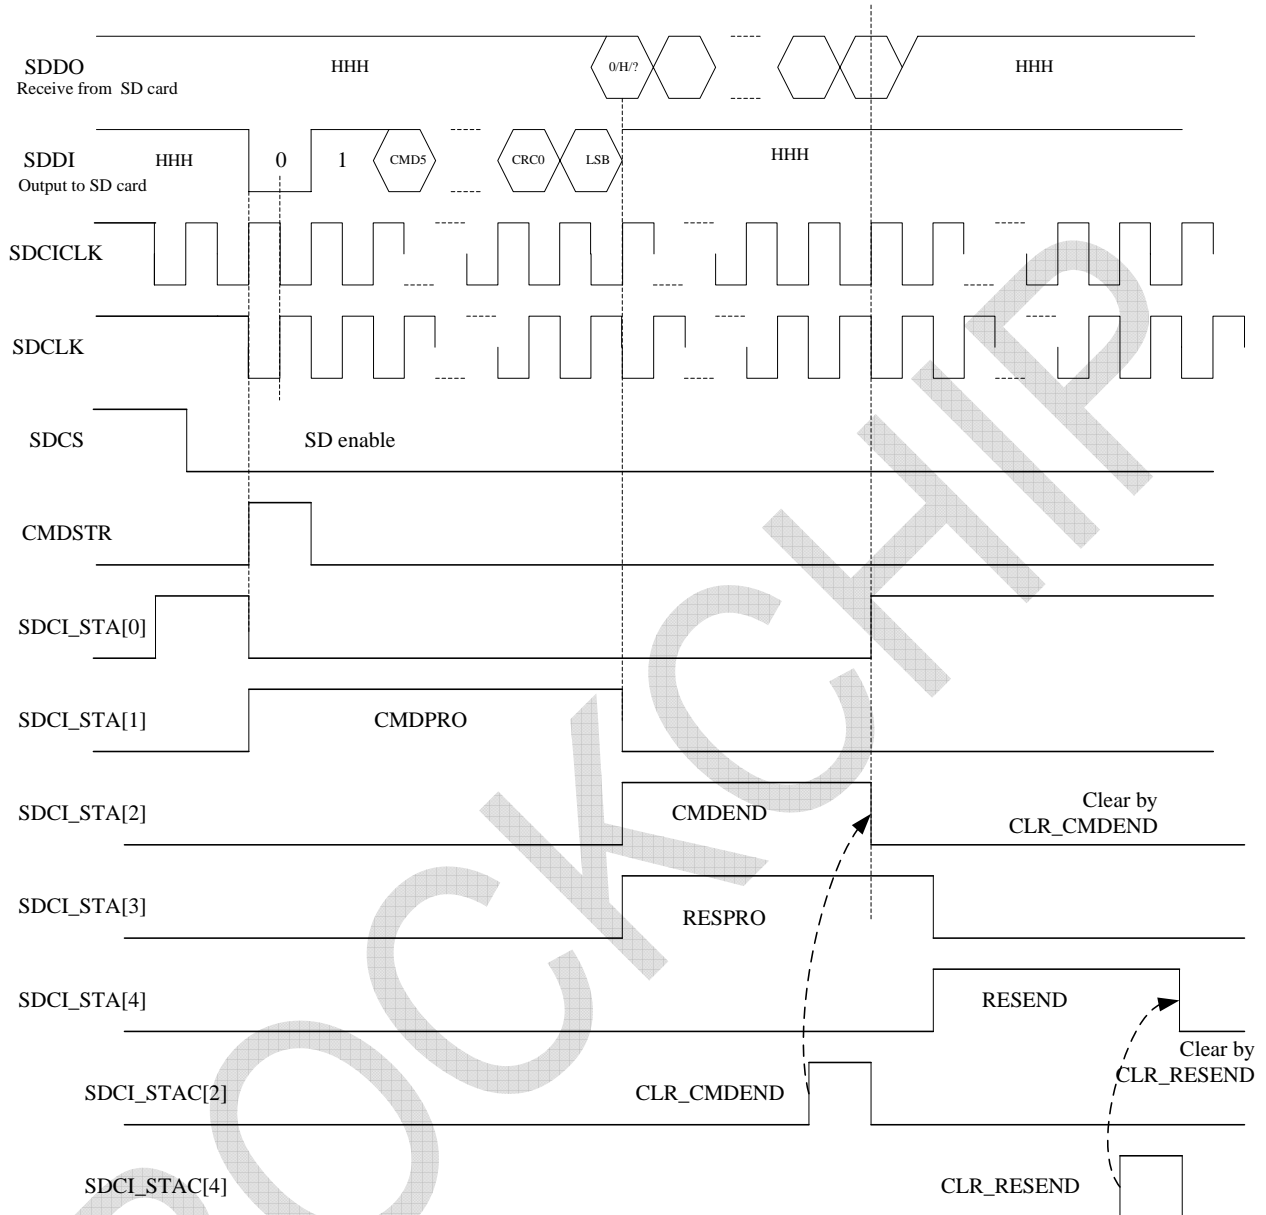 SDDO
Receive from SD card
HHH
0/H/?
HHH
SDDI
Output to SD card
HHH
0
1
CMD5
CRC0
LSB
HHH
SDCICLK
SDCLK
SDCS
SD enable
CMDSTR
SDCI_STA[0]
SDCI_STA[1]
CMDPRO
SDCI_STA[2]
CMDEND
Clear by
CLR_CMDEND
SDCI_STA[3]
RESPRO
SDCI_STA[4]
RESEND
Clear by
CLR_RESEND
SDCI_STAC[2]
CLR_CMDEND
SDCI_STAC[4]
CLR_RESEND
ROCKCHIP